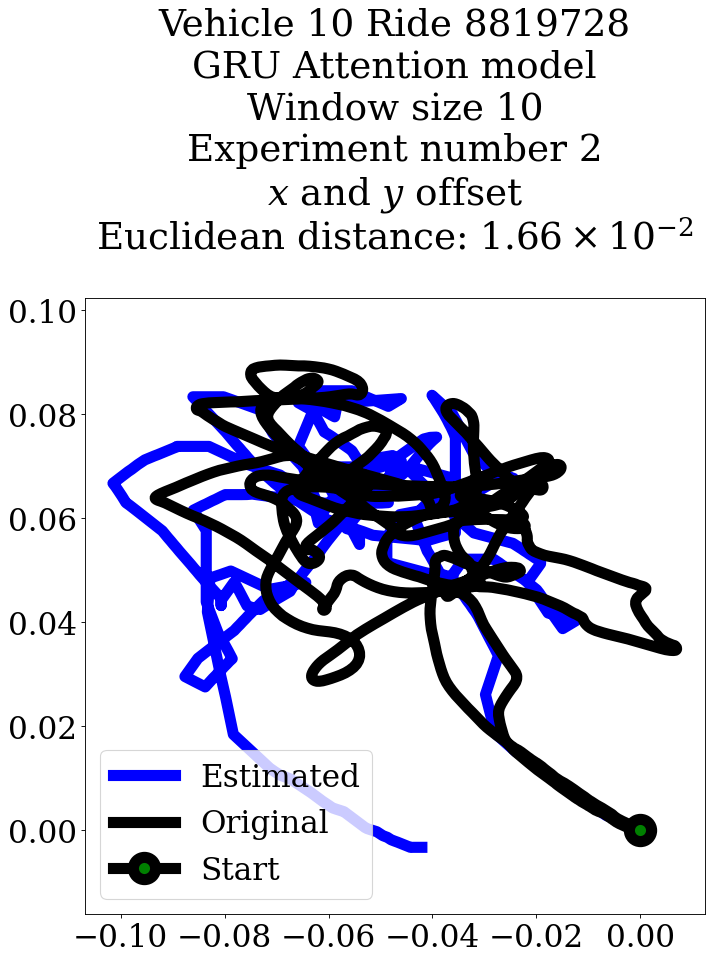 Vehicle 10 Ride 8819728
GRU Attention model
Window size 10
Experiment number 2
x and y offset
Euclidean distance: 1.66 × 10⁻²
0.10
0.08
0.06
0.04
0.02
0.00
Estimated
Original
Start
−0.10 −0.08 −0.06 −0.04 −0.02 0.00